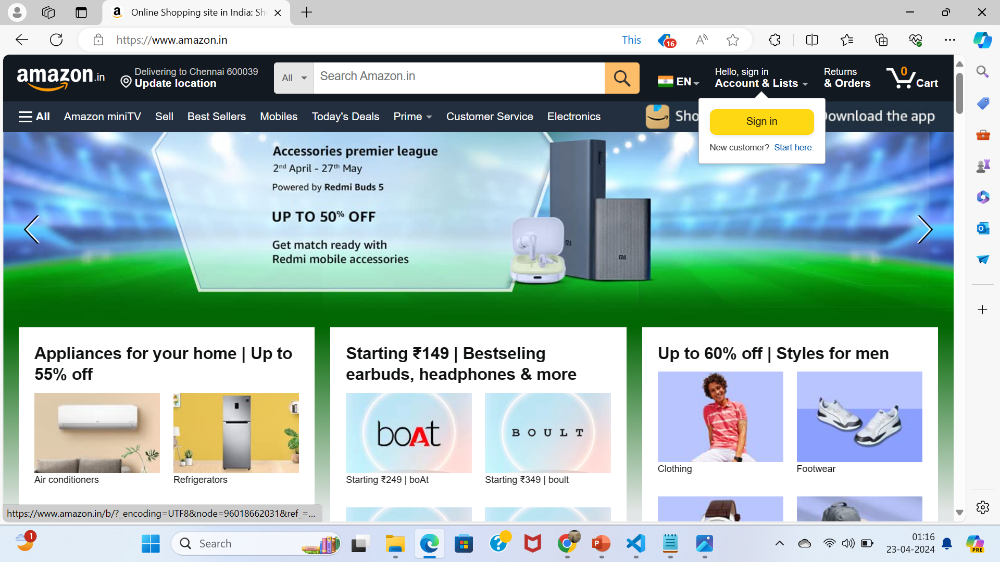 Online Shopping site in India: Sh
https://www.amazon.in
This
16
amazon.in
Delivering to Chennai 600039
Update location
All
Search Amazon.in
EN
Hello, sign in
Account & Lists
Returns
& Orders
0
Cart
All
Amazon miniTV
Sell
Best Sellers
Mobiles
Today's Deals
Prime
Customer Service
Electronics
Sho
Download the app
Sign in
New customer? Start here.
Accessories premier league
2nd April - 27th May
Powered by Redmi Buds 5
UP TO 50% OFF
Get match ready with
Redmi mobile accessories
mi
mi
Appliances for your home | Up to
55% off
Air conditioners
Refrigerators
Starting ₹149 | Bestseling
earbuds, headphones & more
boAt
BOULT
Starting ₹249 | boAt
Starting ₹349 | boult
Up to 60% off | Styles for men
Clothing
Footwear
https://www.amazon.in/b/?_encoding=UTF8&node=96018662031&ref_=...
1
Search
01:16
23-04-2024
PRE